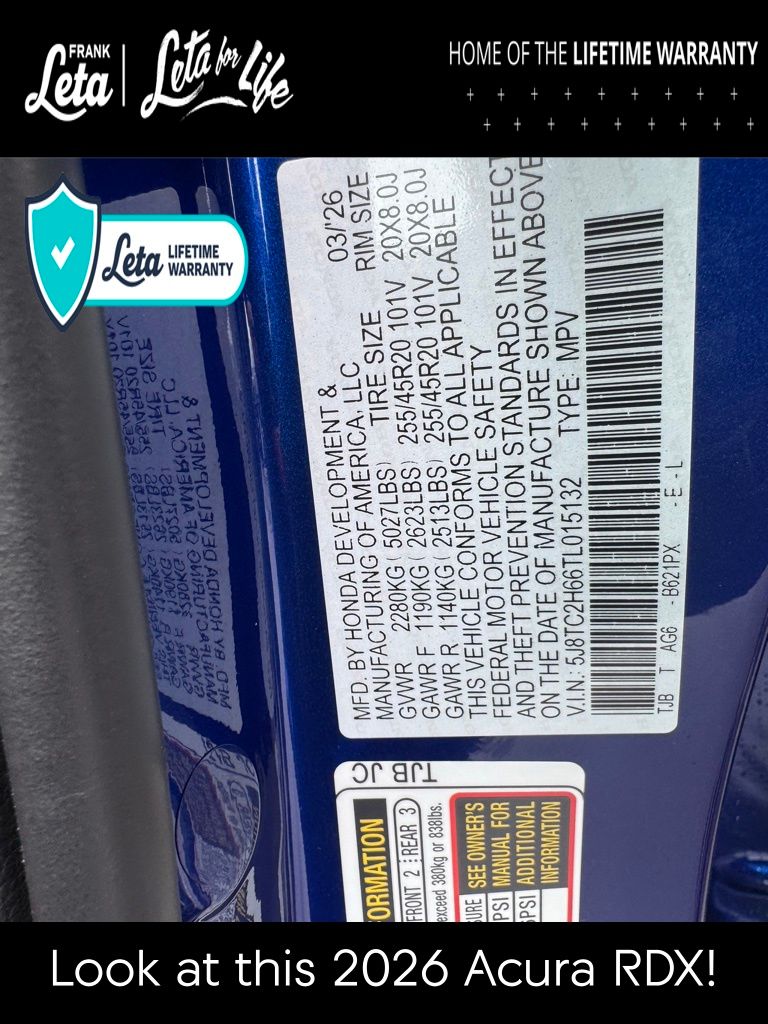 FRANK
Leta
Leta for Life
HOME OF THE LIFETIME WARRANTY
Leta LIFETIME
WARRANTY
MFD. BY HONDA DEVELOPMENT &
MANUFACTURING OF AMERICA, LLC
03/'26
TIRE SIZE RIM SIZE
GVWR 2280KG ( 5027LBS)
GAWR F 1190KG ( 2623LBS) 255/45R20 101V 20X8.0J
GAWR R 1140KG ( 2513LBS) 255/45R20 101V 20X8.0J
THIS VEHICLE CONFORMS TO ALL APPLICABLE
FEDERAL MOTOR VEHICLE SAFETY
AND THEFT PREVENTION STANDARDS IN EFFECT
ON THE DATE OF MANUFACTURE SHOWN ABOVE
V.I.N.: 5J8TC2H66TL015132 TYPE: MPV
TJB T AG6 -B621PX -E-L
TJB JC
FRONT 2 REAR 3
exceed 380kg or 838lbs.
SEE OWNER'S
MANUAL FOR
ADDITIONAL
INFORMATION
PSI
PSI
Look at this 2026 Acura RDX!